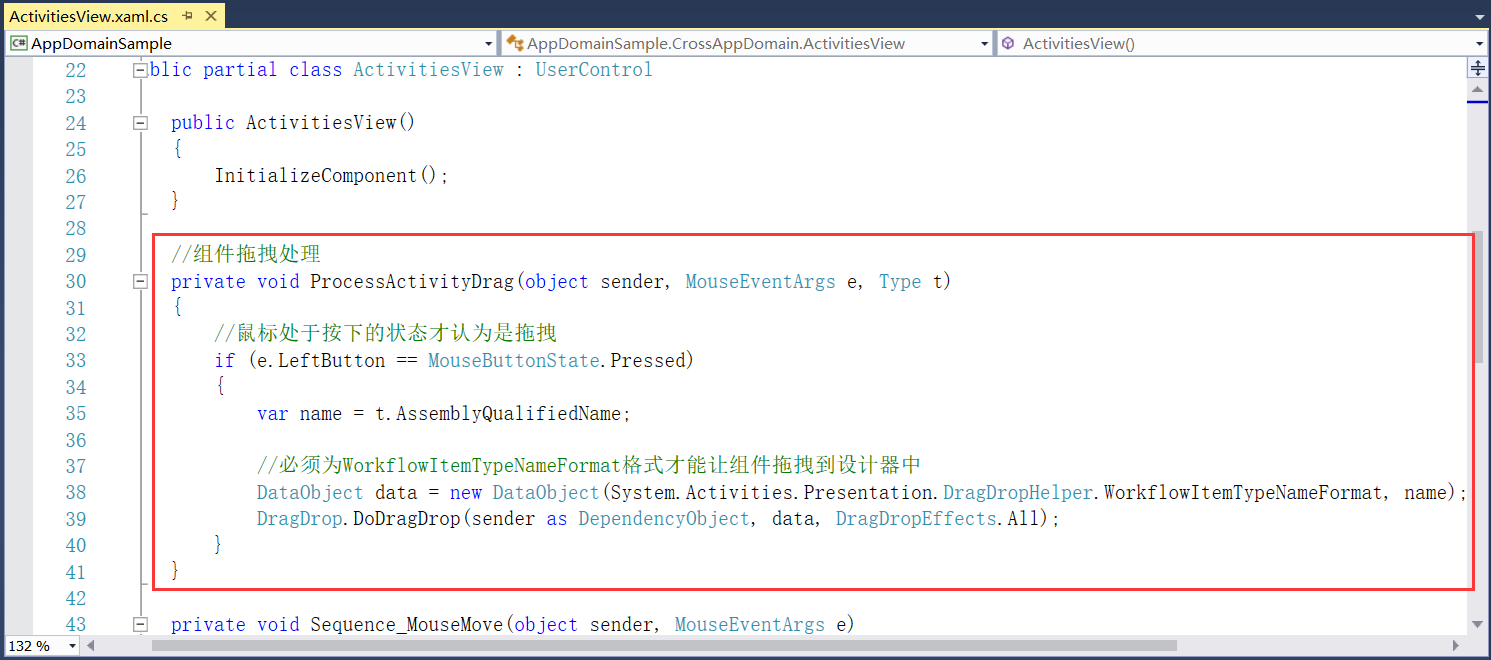 ActivitiesView.xaml.cs
C# AppDomainSample
AppDomainSample.CrossAppDomain.ActivitiesView
ActivitiesView()
22 blic partial class ActivitiesView : UserControl
23
24 public ActivitiesView()
25 {
26 InitializeComponent();
27 }
28
29 //组件拖拽处理
30 private void ProcessActivityDrag(object sender, MouseEventArgs e, Type t)
31 {
32 //鼠标处于按下的状态才认为是拖拽
33 if (e.LeftButton == MouseButtonState.Pressed)
34 {
35 var name = t.AssemblyQualifiedName;
36
37 //必须为WorkflowItemTypeNameFormat格式才能让组件拖拽到设计器中
38 DataObject data = new DataObject(System.Activities.Presentation.DragDropHelper.WorkflowItemTypeNameFormat, name);
39 DragDrop.DoDragDrop(sender as DependencyObject, data, DragDropEffects.All);
40 }
41 }
42
43 private void Sequence_MouseMove(object sender, MouseEventArgs e)
132 %